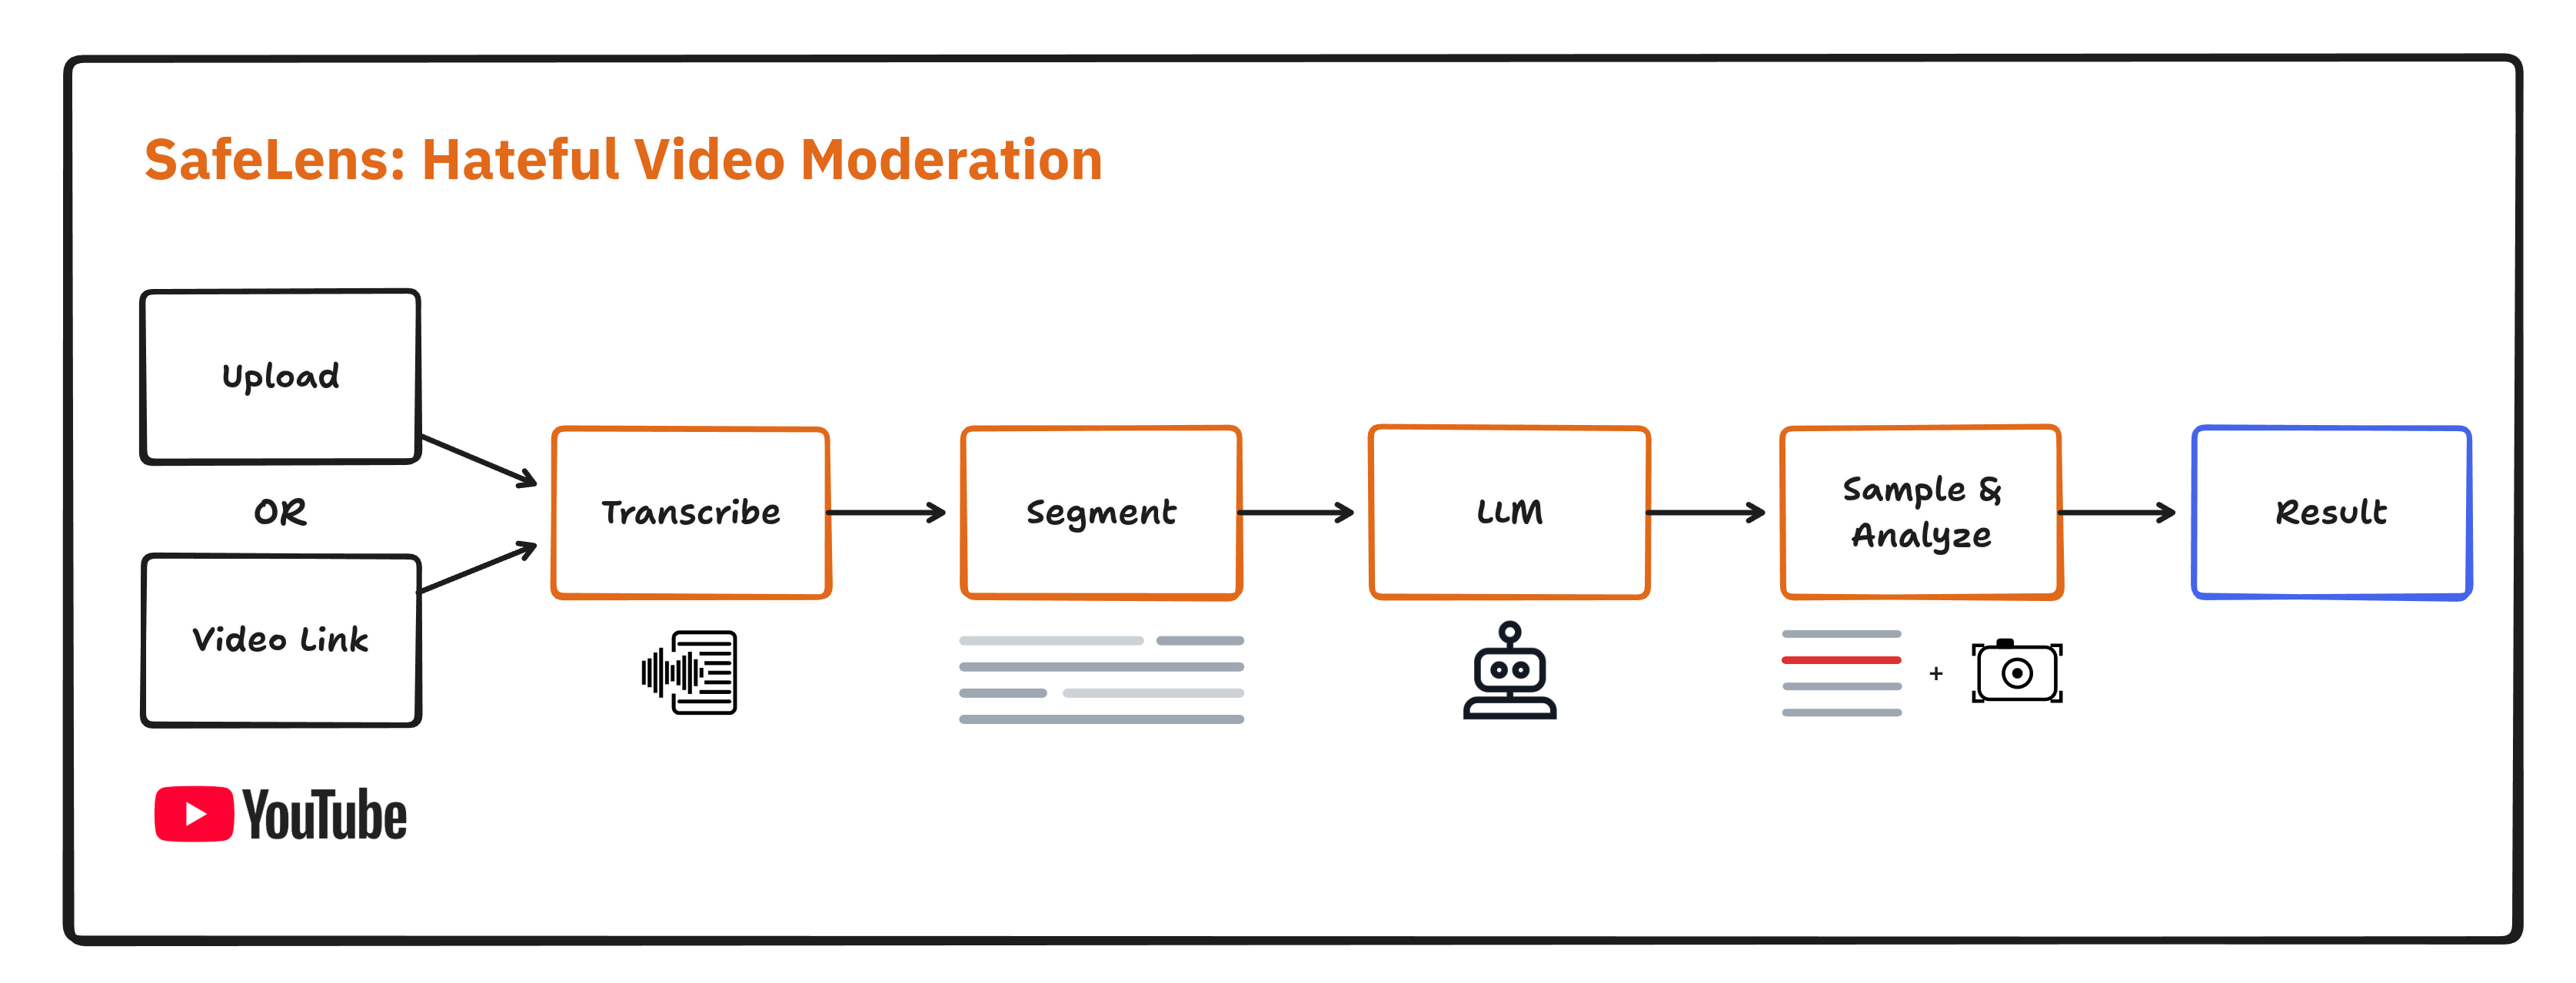 SafeLens: Hateful Video Moderation
Upload
OR
Video Link
YouTube
Transcribe
Segment
LLM
Sample &
Analyze
+
Result